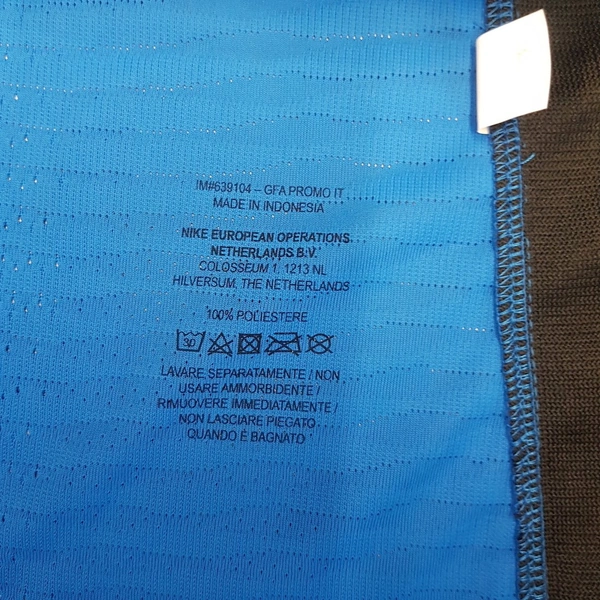 IM#639104 – GFA PROMO IT
MADE IN INDONESIA
NIKE EUROPEAN OPERATIONS
NETHERLANDS B.V.
COLOSSEUM 1, 1213 NL
HILVERSUM, THE NETHERLANDS
100% POLIESTERE
30
LAVARE SEPARATAMENTE / NON
USARE AMMORBIDENTE /
RIMUOVERE IMMEDIATAMENTE /
NON LASCIARE PIEGATO
QUANDO È BAGNATO